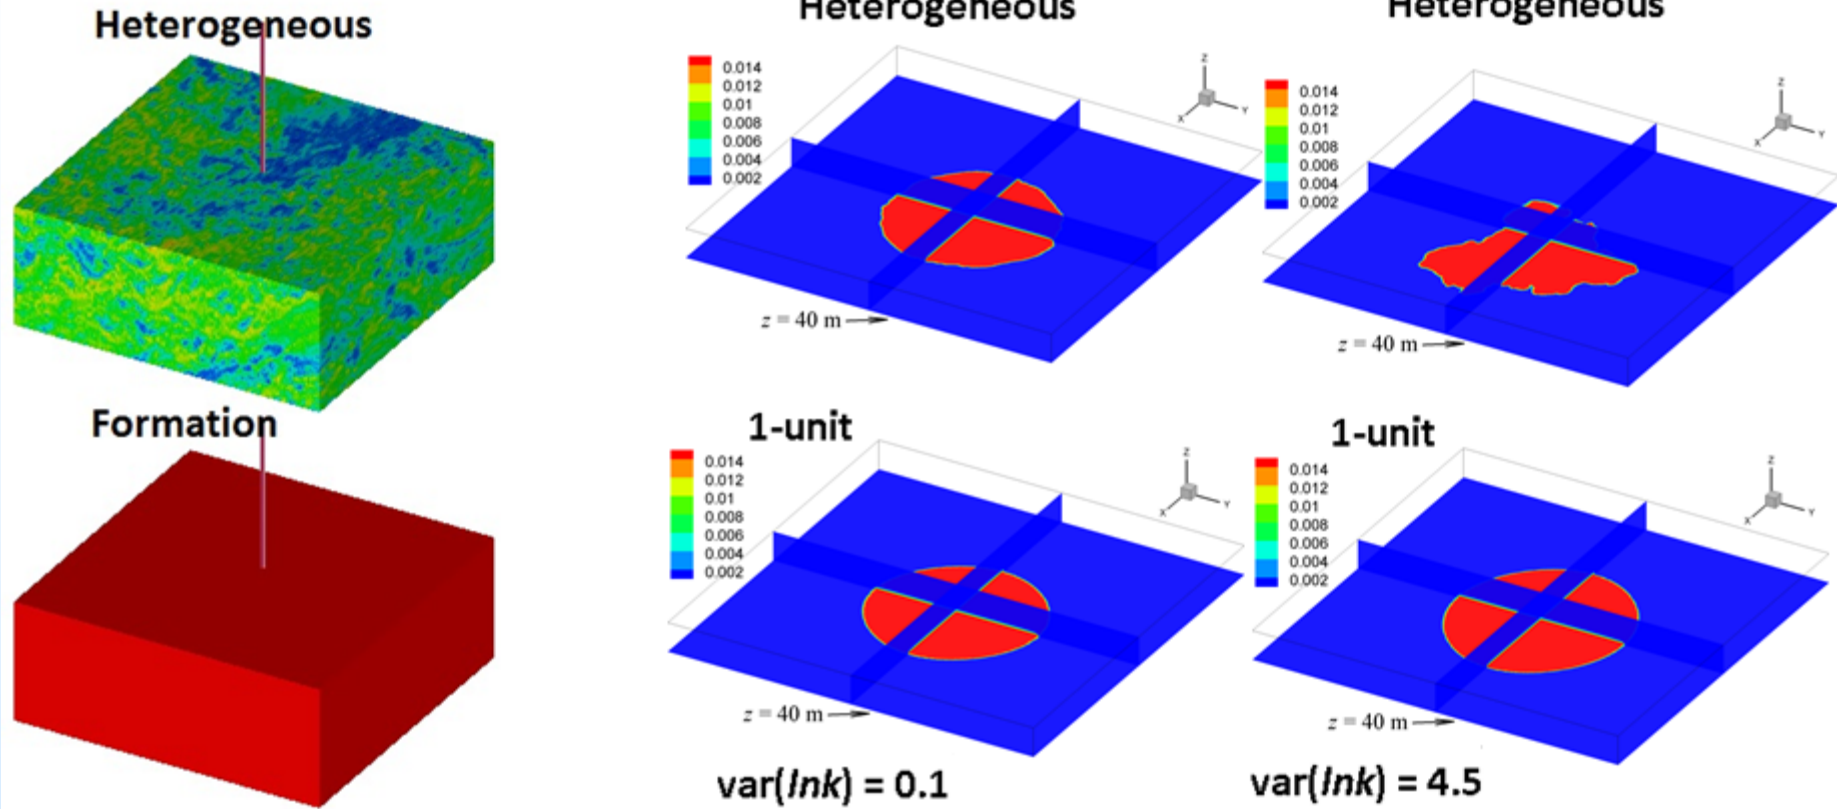 Heterogeneous
Heterogeneous
Heterogeneous
0.014
0.012
0.01
0.008
0.006
0.004
0.002
Z
X
Y
z = 40 m
0.014
0.012
0.01
0.008
0.006
0.004
0.002
Z
X
Y
z = 40 m
Formation
1-unit
1-unit
0.014
0.012
0.01
0.008
0.006
0.004
0.002
Z
X
Y
z = 40 m
0.014
0.012
0.01
0.008
0.006
0.004
0.002
Z
X
Y
z = 40 m
var(lnk) = 0.1
var(lnk) = 4.5